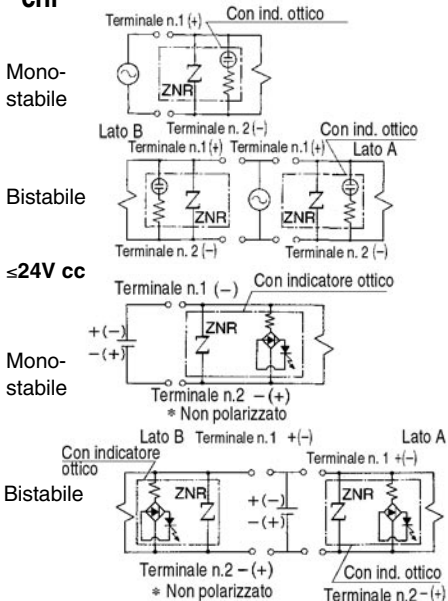 chi
Con ind. ottico
Terminale n.1 (+)
Mono-
stabile
ZNR
Terminale n. 2 (−)
Lato B
Con ind. ottico
Terminale n.1(+) Terminale n.1(+) Lato A
Bistabile
ZNR
ZNR
Terminale n. 2 (−)
Terminale n. 2 (−)
≤24V cc
Con indicatore ottico
Terminale n.1 (−)
ZNR
+(−)
−(+)
Mono-
stabile
Terminale n.2 −(+)
* Non polarizzato
Lato B Terminale n.1 +(−) Lato A
Con indicatore
ottico
Terminale n. 1 +(−)
Bistabile
ZNR
+(−)
−(+)
ZNR
Terminale n.2 −(+)
* Non polarizzato
Con ind. ottico
Terminale n.2 −(+)